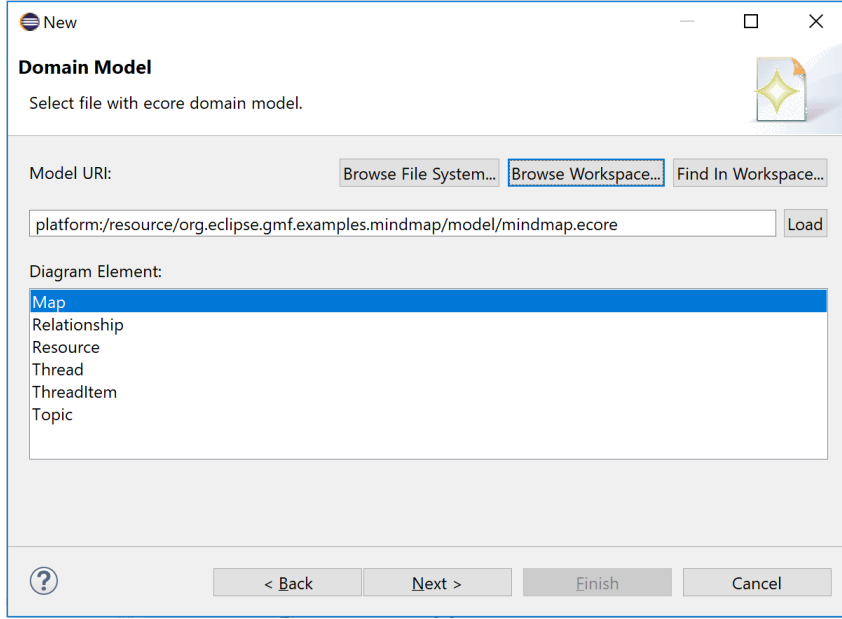 New
Domain Model
Select file with ecore domain model.
Model URI:
Browse File System...
Browse Workspace...
Find In Workspace...
platform:/resource/org.eclipse.gmf.examples.mindmap/model/mindmap.ecore
Load
Diagram Element:
Map
Relationship
Resource
Thread
ThreadItem
Topic
?
< Back
Next >
Finish
Cancel